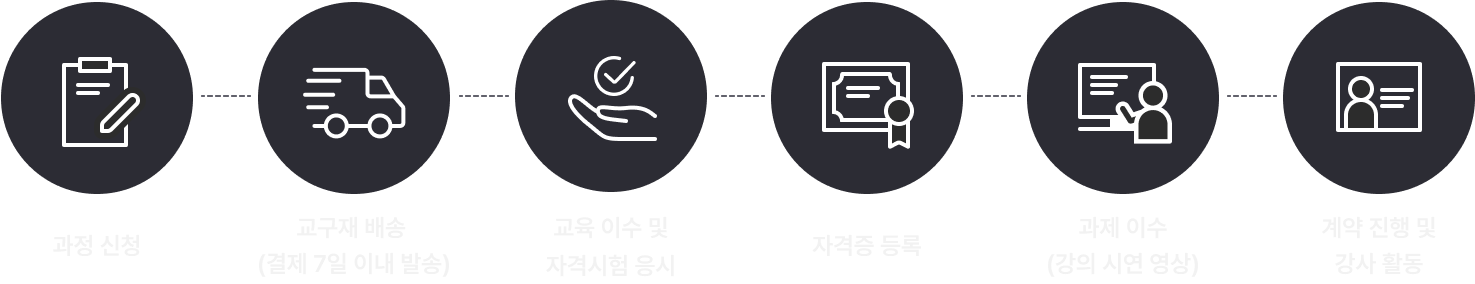 과정 신청
교구재 배송
(결제 7일 이내 발송)
교육 이수 및
자격시험 응시
자격증 등록
과제 이수
(강의 시연 영상)
계약 진행 및
강사 활동